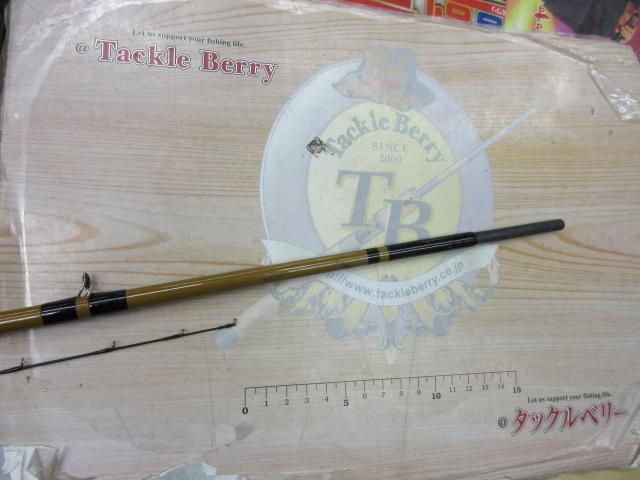 Let us support your fishing life.
@ Tackle Berry
Tackle Berry
SINCE
2000
TB
http://www.tackleberry.co.jp
0 1 2 3 4 5 6 7 8 9 10 11 12 13 14 15
Let us support your fishing life.
@ タックルベリー